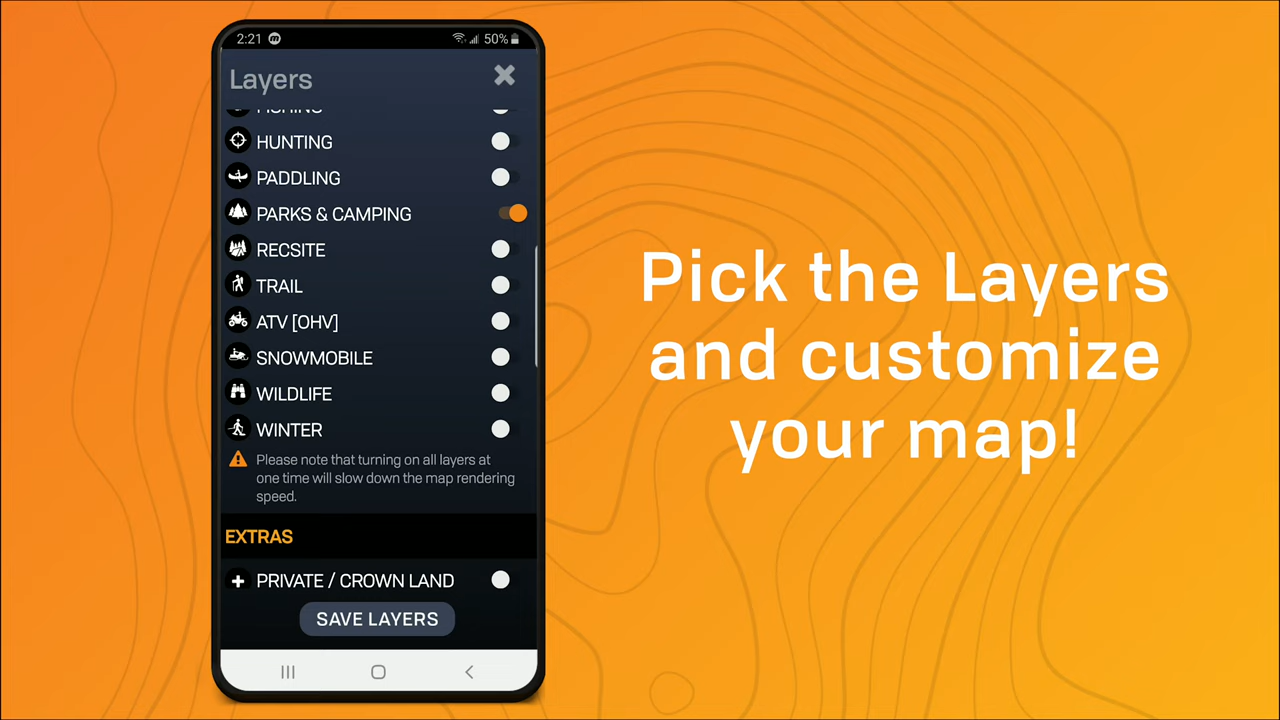 2:21
50%
Layers
FISHING
HUNTING
PADDLING
PARKS & CAMPING
RECSITE
TRAIL
ATV [OHV]
SNOWMOBILE
WILDLIFE
WINTER
Please note that turning on all layers at
one time will slow down the map rendering
speed.
EXTRAS
PRIVATE / CROWN LAND
SAVE LAYERS
Pick the Layers
and customize
your map!